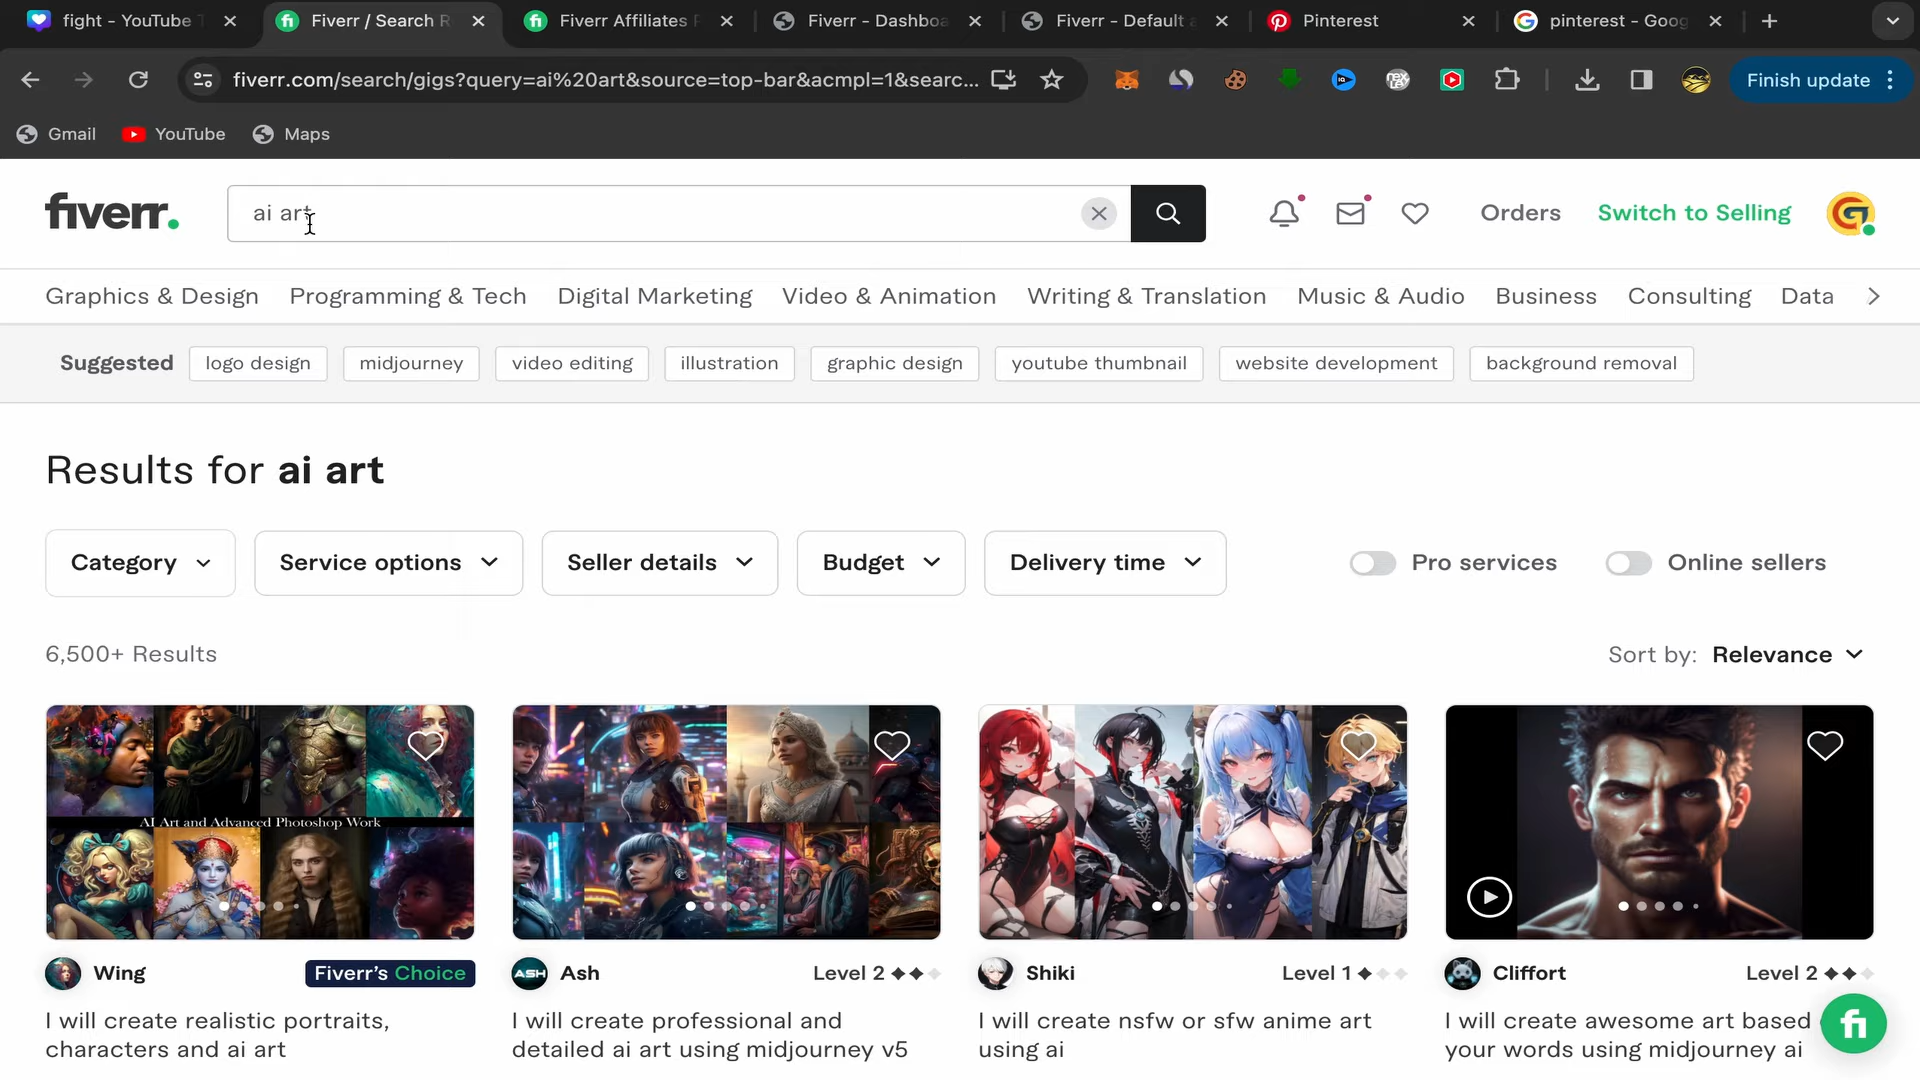 fight - YouTube
Fiverr / Search R
Fiverr Affiliates
Fiverr - Dashboa
Fiverr - Default
Pinterest
pinterest - Goog
fiverr.com/search/gigs?query=ai%20art&source=top-bar&acmpl=1&searc...
Finish update
Gmail
YouTube
Maps
fiverr.
ai art
Orders
Switch to Selling
Graphics & Design
Programming & Tech
Digital Marketing
Video & Animation
Writing & Translation
Music & Audio
Business
Consulting
Data
Suggested
logo design
midjourney
video editing
illustration
graphic design
youtube thumbnail
website development
background removal
Results for ai art
Category
Service options
Seller details
Budget
Delivery time
Pro services
Online sellers
6,500+ Results
Sort by: Relevance
AI Art and Advanced Photoshop Work
Wing
Fiverr's Choice
ASH
Ash
Level 2
Shiki
Level 1
Cliffort
Level 2
I will create realistic portraits,
characters and ai art
I will create professional and
detailed ai art using midjourney v5
I will create nsfw or sfw anime art
using ai
I will create awesome art based
your words using midjourney ai
fi